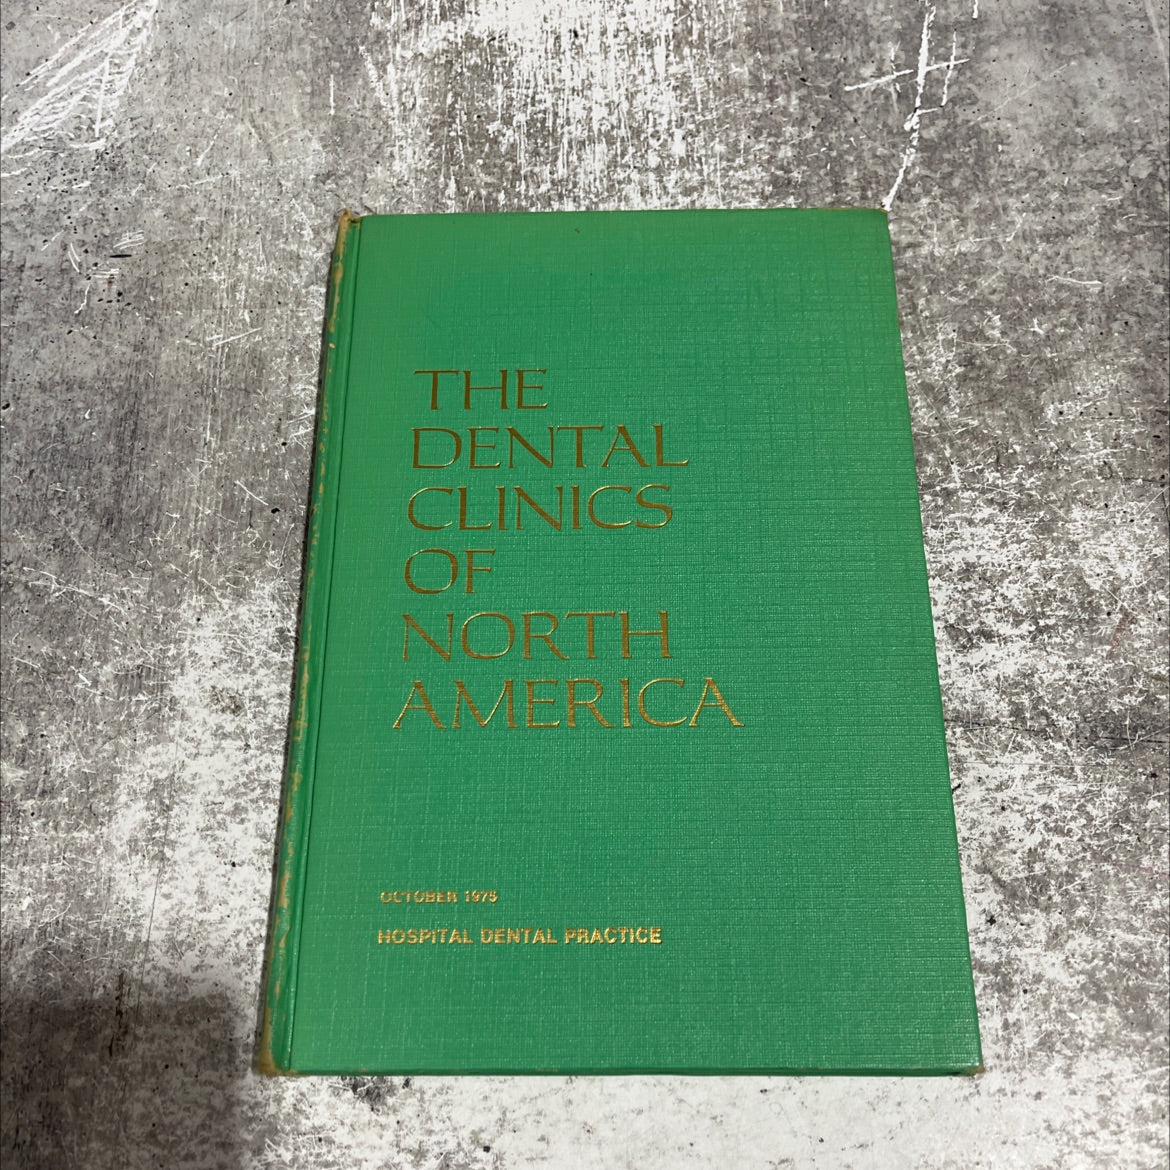 THE
DENTAL
CLINICS
OF
NORTH
AMERICA
OCTOBER 1975
HOSPITAL DENTAL PRACTICE